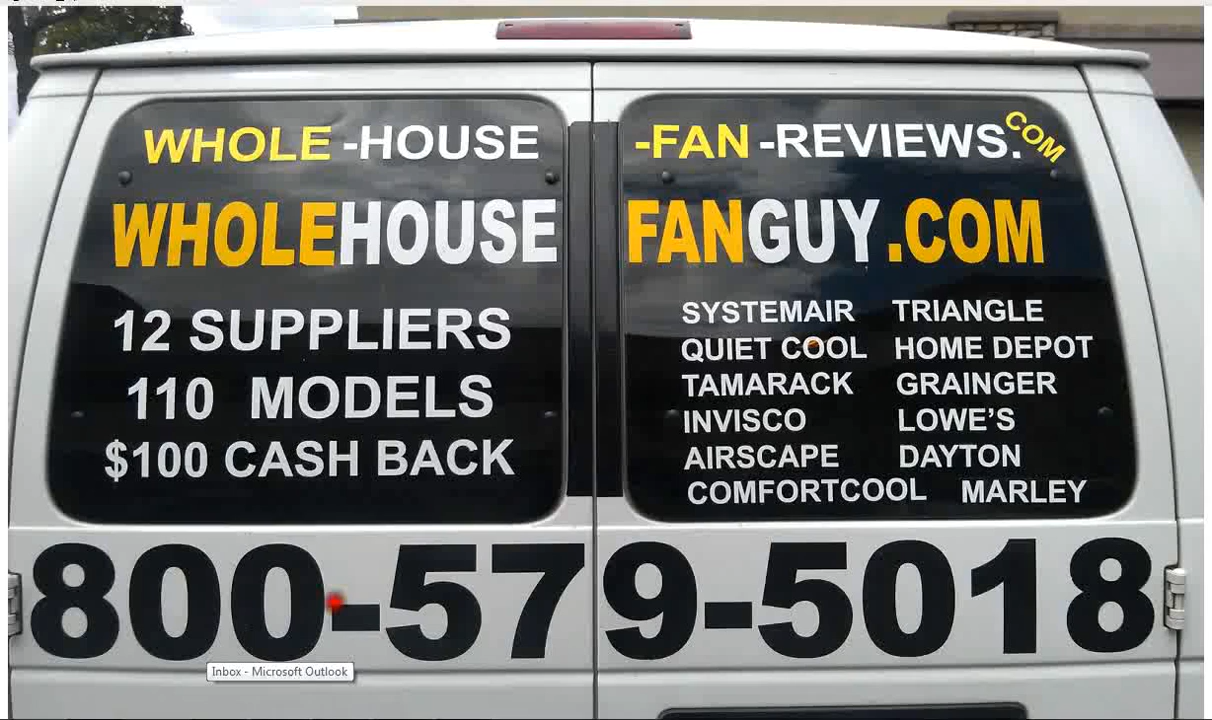 WHOLE-HOUSE-FAN-REVIEWS.COM
WHOLEHOUSE FANGUY.COM
12 SUPPLIERS
110 MODELS
$100 CASH BACK
SYSTEMAIR TRIANGLE
QUIET COOL HOME DEPOT
TAMARACK GRAINGER
INVISCO LOWE'S
AIRSCAPE DAYTON
COMFORTCOOL MARLEY
800-579-5018
Inbox - Microsoft Outlook